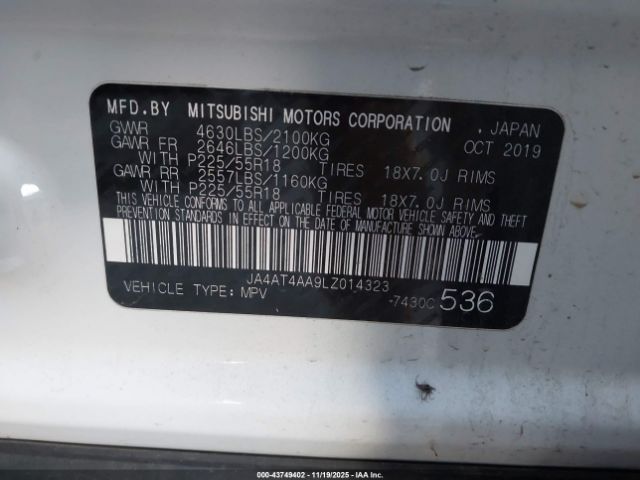 MFD.BY MITSUBISHI MOTORS CORPORATION , JAPAN
GVWR 4630LBS/2100KG OCT 2019
GAWR FR 2646LBS/1200KG
WITH P225/55R18 TIRES 18X7.0J RIMS
GAWR RR 2557LBS/1160KG
WITH P225/55R18 TIRES 18X7.0J RIMS
THIS VEHICLE CONFORMS TO ALL APPLICABLE FEDERAL MOTOR VEHICLE SAFETY AND THEFT
PREVENTION STANDARDS IN EFFECT ON THE DATE OF MANUFACTURE SHOWN ABOVE.
JA4AT4AA9LZ014323
VEHICLE TYPE: MPV -7430C 536
000-43749402 - 11/19/2025 - IAAI.COM